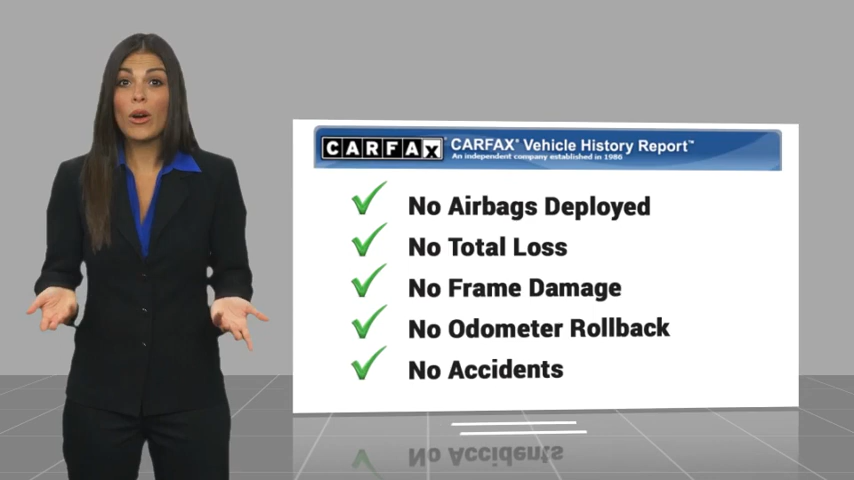 CARFAX CARFAX® Vehicle History Report™
An independent company established in 1986
No Airbags Deployed
No Total Loss
No Frame Damage
No Odometer Rollback
No Accidents
No Accidents